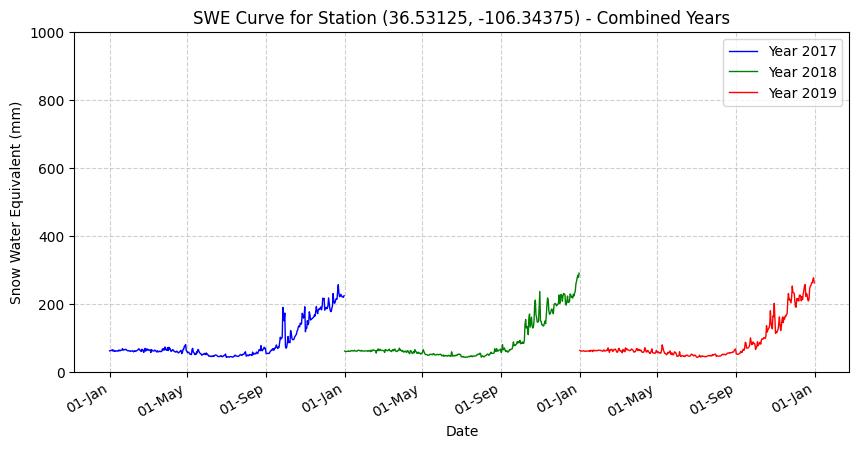 SWE Curve for Station (36.53125, -106.34375) - Combined Years
Year 2017
Year 2018
Year 2019
Snow Water Equivalent (mm)
1000
800
600
400
200
0
01-Jan
01-May
01-Sep
01-Jan
01-May
01-Sep
01-Jan
01-May
01-Sep
01-Jan
Date